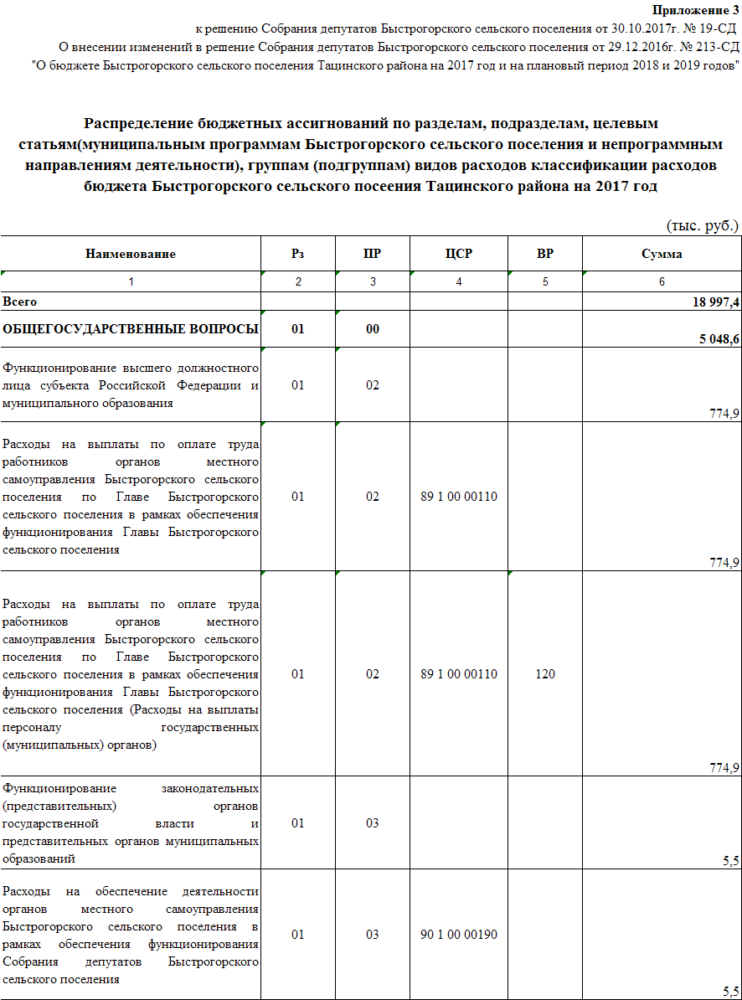 Приложение 3
к решению Собрания депутатов Быстрогорского сельского поселения от 30.10.2017г. № 19-СД
О внесении изменений в решение Собрания депутатов Быстрогорского сельского поселения от 29.12.2016г. № 213-СД
"О бюджете Быстрогорского сельского поселения Тацинского района на 2017 год и на плановый период 2018 и 2019 годов"
Распределение бюджетных ассигнований по разделам, подразделам, целевым
статьям(муниципальным программам Быстрогорского сельского поселения и непрограммным
направлениям деятельности), группам (подгруппам) видов расходов классификации расходов
бюджета Быстрогорского сельского посеения Тацинского района на 2017 год
(тыс. руб.)
Наименование Рз ПР ЦСР ВР Сумма
1 2 3 4 5 6
Всего 18 997,4
ОБЩЕГОСУДАРСТВЕННЫЕ ВОПРОСЫ 01 00 5 048,6
Функционирование высшего должностного
лица субъекта Российской Федерации и
муниципального образования
01 02 774,9
Расходы на выплаты по оплате труда
работников органов местного
самоуправления Быстрогорского сельского
поселения по Главе Быстрогорского
сельского поселения в рамках обеспечения
функционирования Главы Быстрогорского
сельского поселения
01 02 89 1 00 00110 774,9
Расходы на выплаты по оплате труда
работников органов местного
самоуправления Быстрогорского сельского
поселения по Главе Быстрогорского
сельского поселения в рамках обеспечения
функционирования Главы Быстрогорского
сельского поселения (Расходы на выплаты
персоналу государственных
(муниципальных) органов)
01 02 89 1 00 00110 120 774,9
Функционирование законодательных
(представительных) органов
государственной власти и
представительных органов муниципальных
образований
01 03 5,5
Расходы на обеспечение деятельности
органов местного самоуправления
Быстрогорского сельского поселения в
рамках обеспечения функционирования
Собрания депутатов Быстрогорского
сельского поселения
01 03 90 1 00 00190 5,5